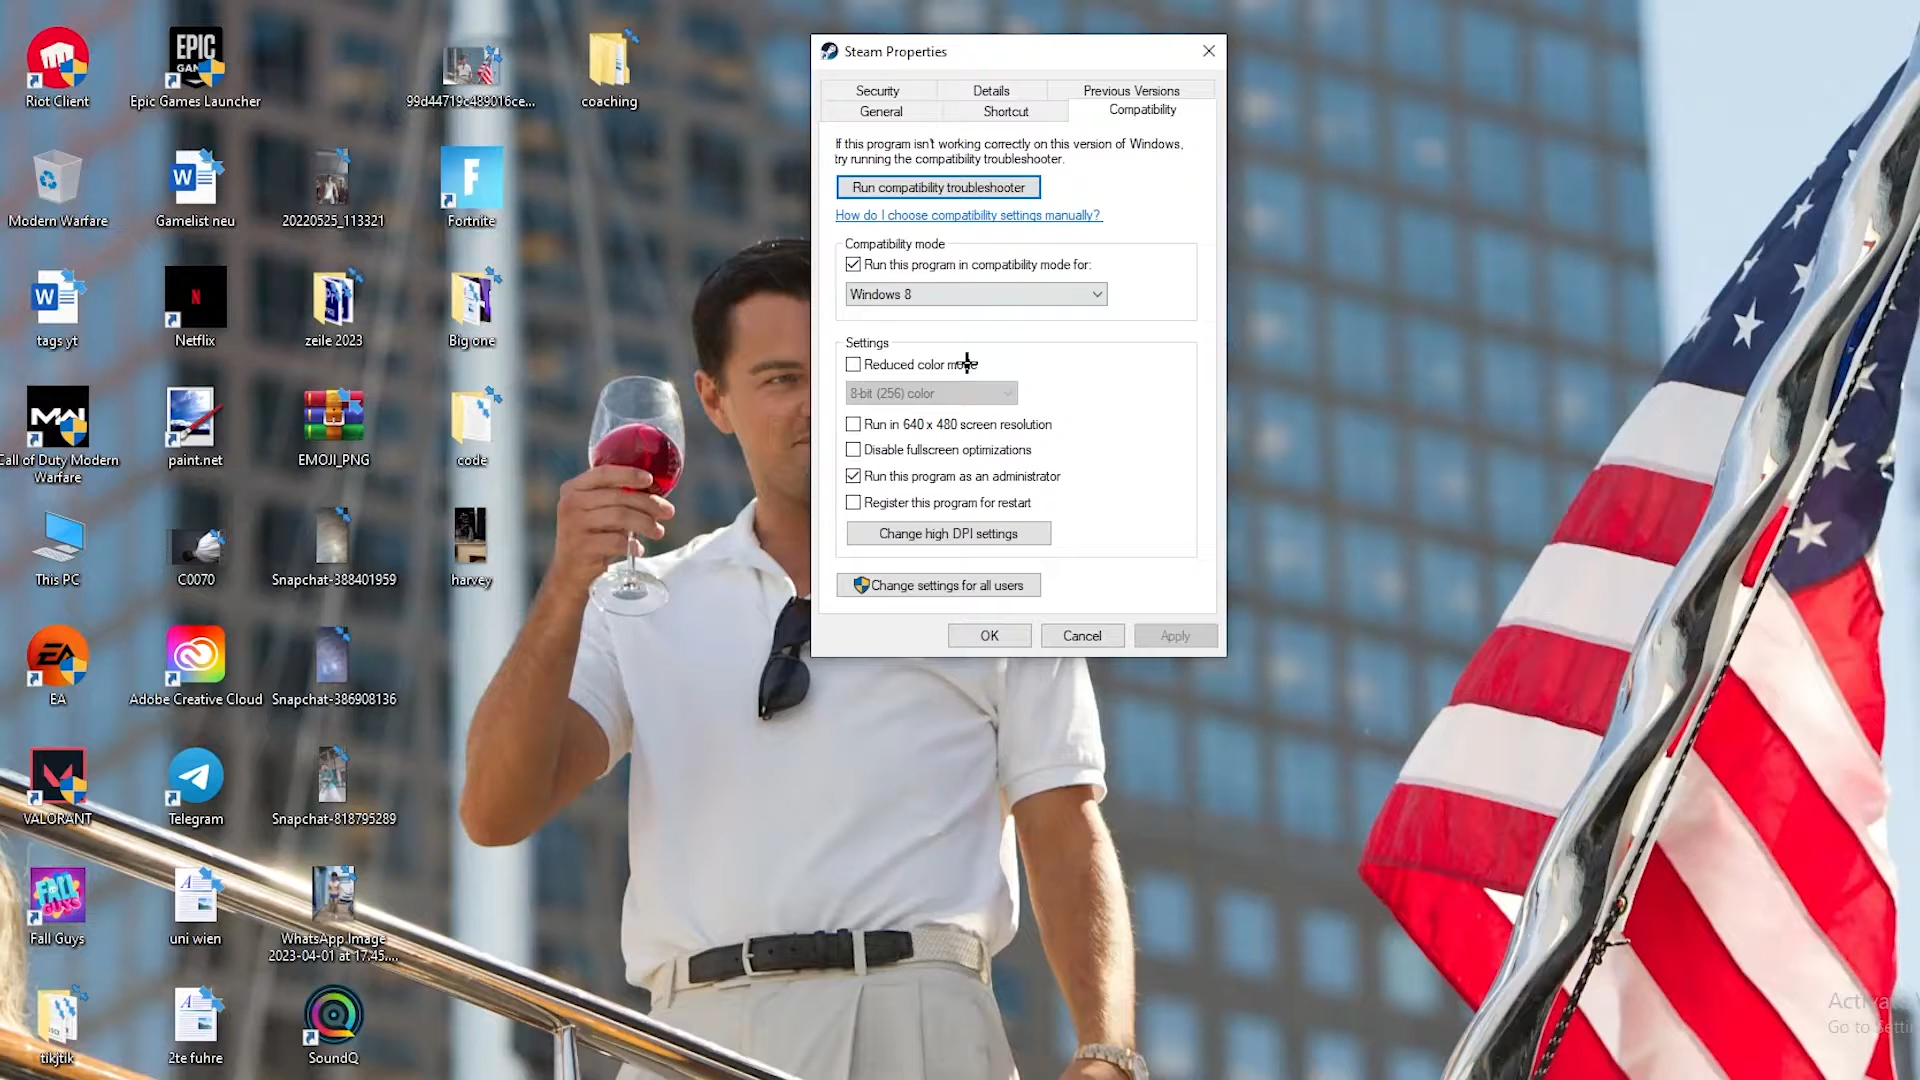 Riot Client
EPIC
GAMES
Epic Games Launcher
99d44719c489016ce...
coaching
Modern Warfare
Gamelist neu
20220525_113321
Fortnite
tags yt
Netflix
zeile 2023
Big one
Call of Duty Modern
Warfare
paint.net
EMOJI_PNG
code
This PC
C0070
Snapchat-388401959
harvey
EA
Adobe Creative Cloud
Snapchat-386908136
VALORANT
Telegram
Snapchat-818795289
Fall Guys
uni wien
WhatsApp Image
2023-04-01 at 17.45....
tikjtik
2te fuhre
SoundQ
Steam Properties
Security
Details
Previous Versions
General
Shortcut
Compatibility
If this program isn't working correctly on this version of Windows,
try running the compatibility troubleshooter.
Run compatibility troubleshooter
How do I choose compatibility settings manually?
Compatibility mode
Run this program in compatibility mode for:
Windows 8
Settings
Reduced color mode
8-bit (256) color
Run in 640 x 480 screen resolution
Disable fullscreen optimizations
Run this program as an administrator
Register this program for restart
Change high DPI settings
Change settings for all users
OK
Cancel
Apply
Activate
Go to Settin